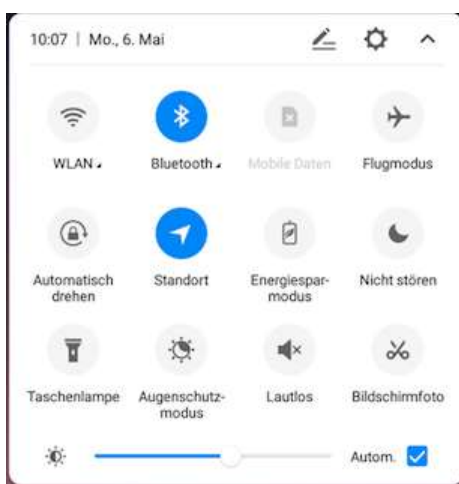 10:07 | Mo., 6. Mai
WLAN Bluetooth Mobile Daten Flugmodus
Automatisch drehen Standort Energiespar-modus Nicht stören
Taschenlampe Augenschutz-modus Lautlos Bildschirmfoto
Autom.